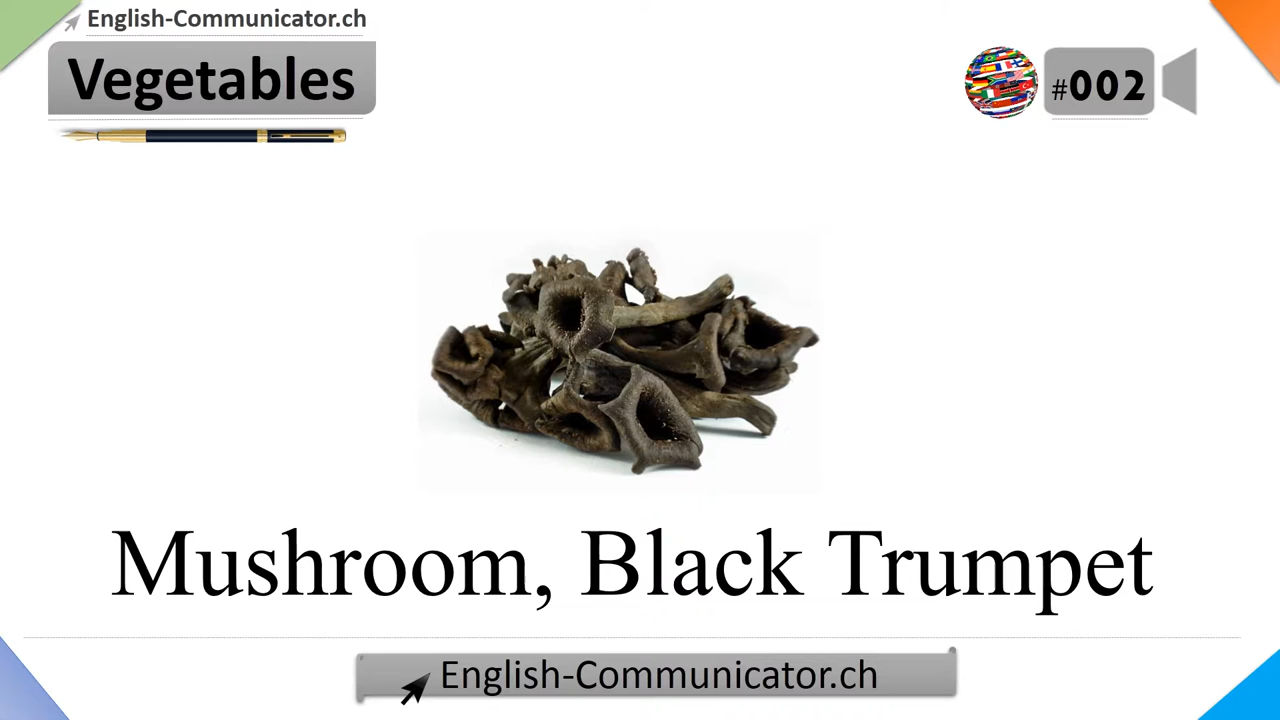 English-Communicator.ch
Vegetables
#002
Mushroom, Black Trumpet
English-Communicator.ch